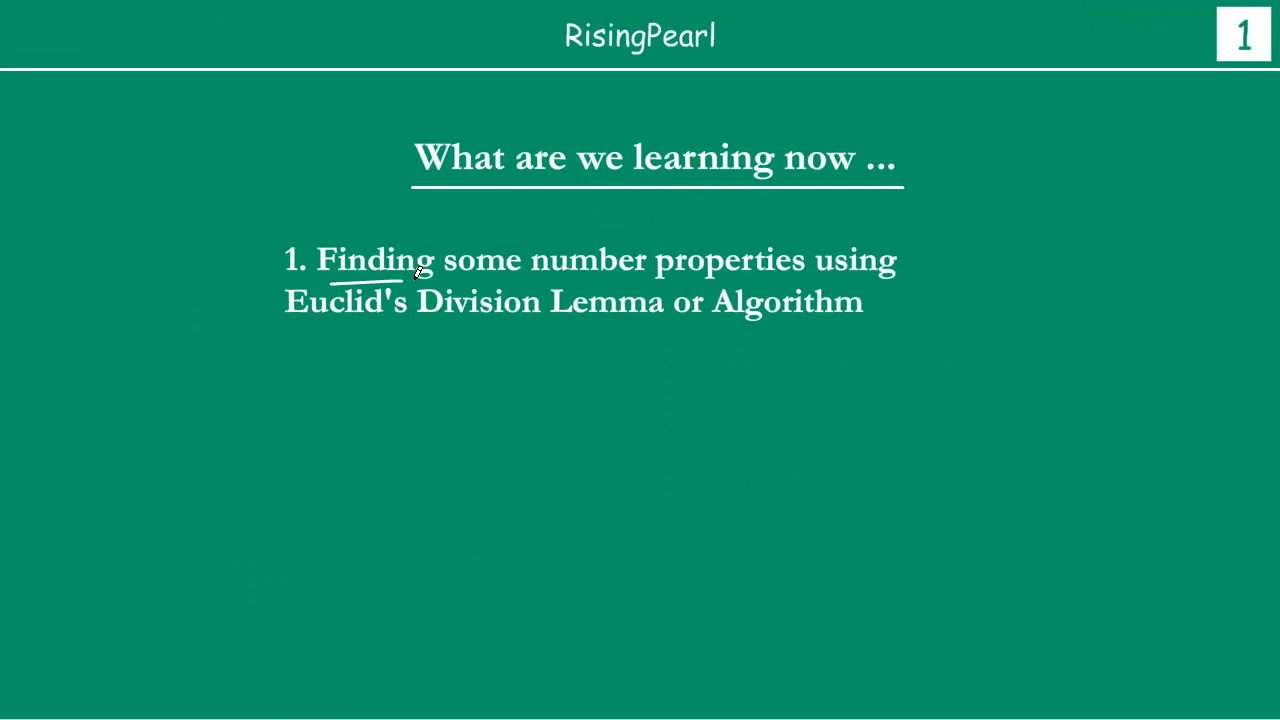 RisingPearl
1
What are we learning now ...
1. Finding some number properties using
Euclid's Division Lemma or Algorithm